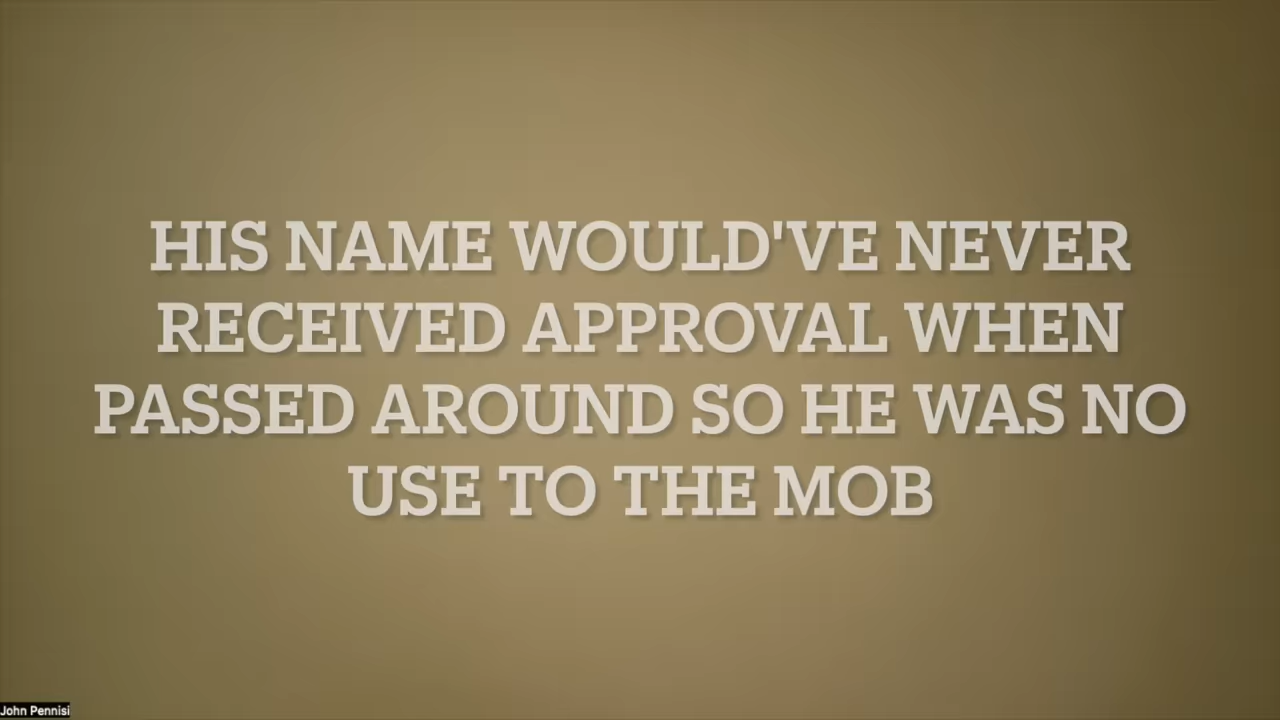 HIS NAME WOULD'VE NEVER
RECEIVED APPROVAL WHEN
PASSED AROUND SO HE WAS NO
USE TO THE MOB
John Pennisi